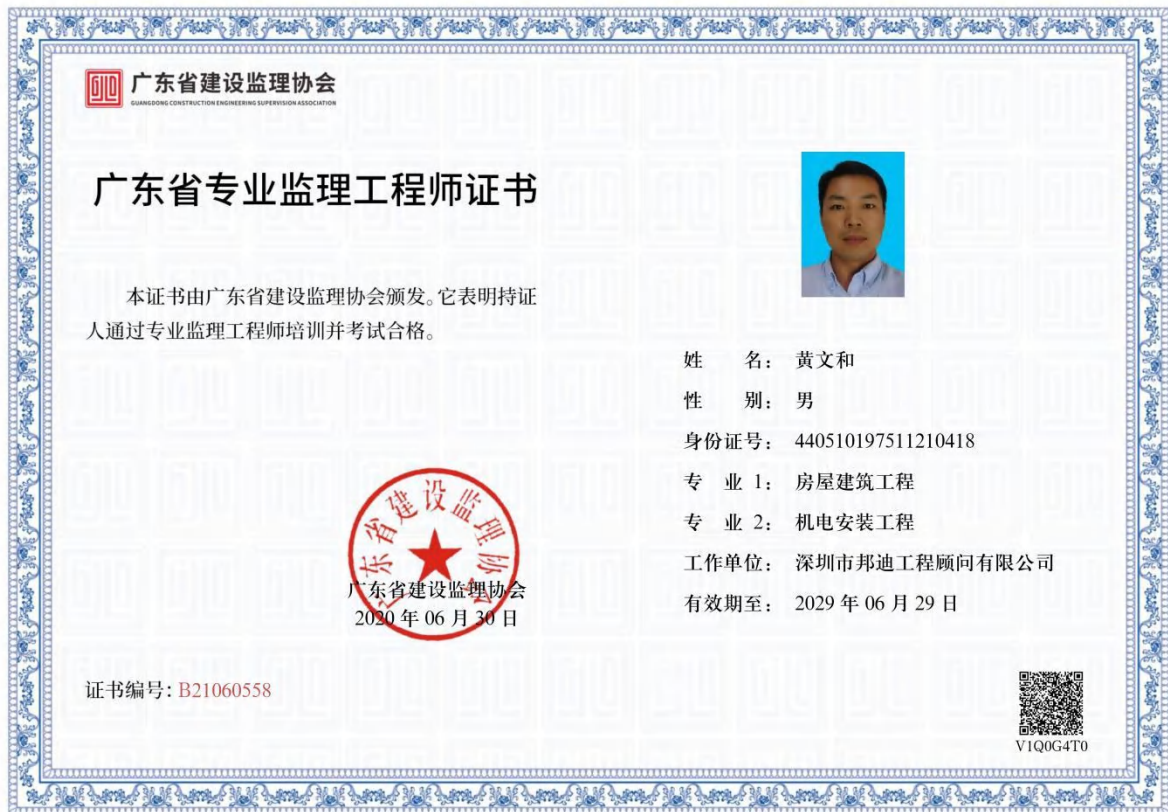 广东省建设监理协会
GUANGDONG CONSTRUCTION ENGINEERING SUPERVISION ASSOCIATION
广东省专业监理工程师证书
本证书由广东省建设监理协会颁发。它表明持证
人通过专业监理工程师培训并考试合格。
姓 名： 黄文和
性 别： 男
身份证号： 440510197511210418
专 业 1： 房屋建筑工程
专 业 2： 机电安装工程
工作单位： 深圳市邦迪工程顾问有限公司
有效期至： 2029 年 06 月 29 日
广东省建设监理协会
广东省建设监理协会
2020 年 06 月 30 日
证书编号: B21060558
V1Q0G4T0